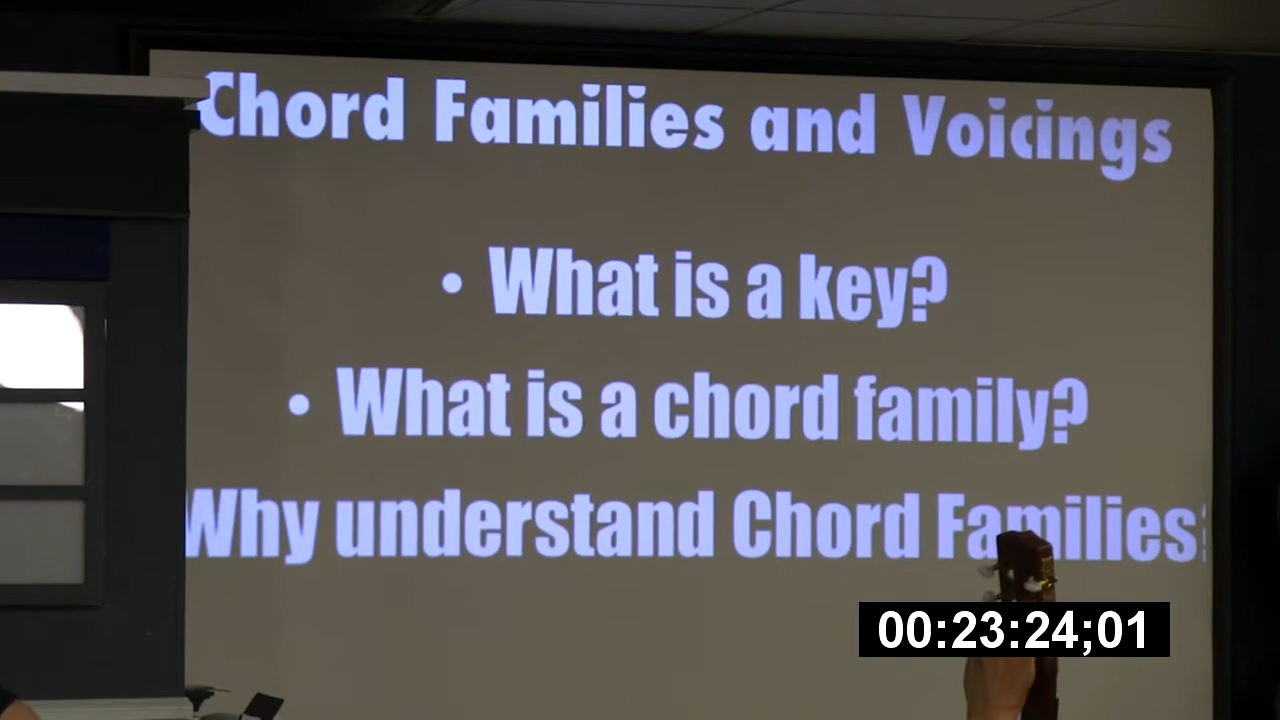 Chord Families and Voicings
• What is a key?
• What is a chord family?
Why understand Chord Families?
00:23:24;01